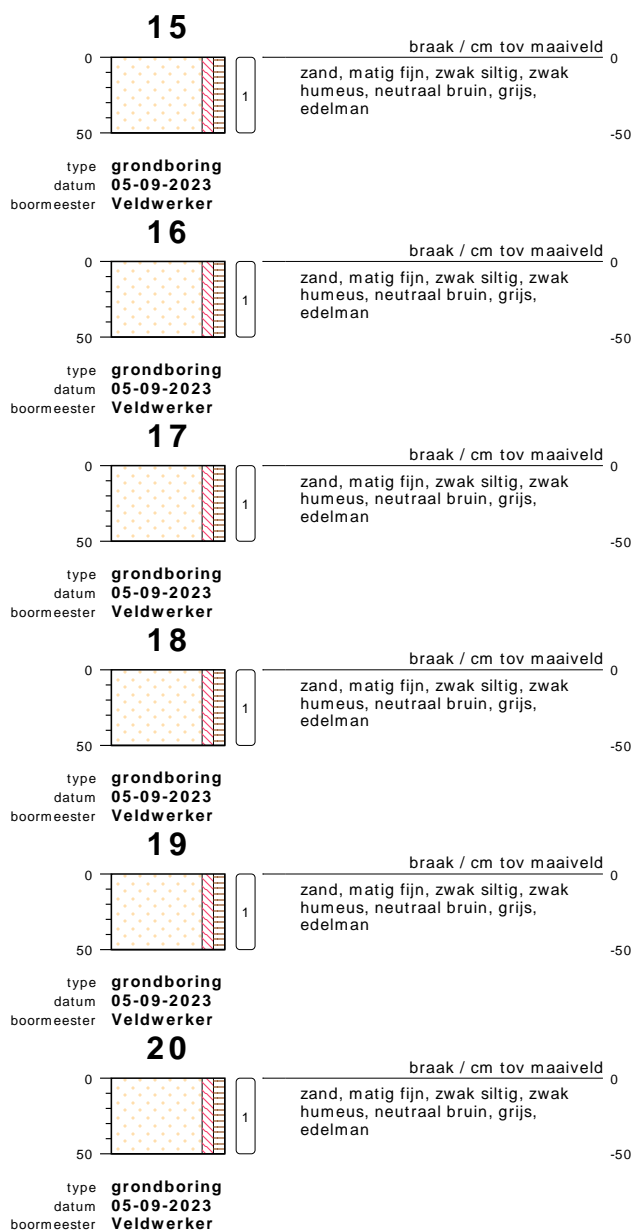 15
braak / cm tov maaiveld
0
0
zand, matig fijn, zwak siltig, zwak
humeus, neutraal bruin, grijs,
edelman
1
50
-50
type grondboring
datum 05-09-2023
boormeester Veldwerker
16
braak / cm tov maaiveld
0
0
zand, matig fijn, zwak siltig, zwak
humeus, neutraal bruin, grijs,
edelman
1
50
-50
type grondboring
datum 05-09-2023
boormeester Veldwerker
17
braak / cm tov maaiveld
0
0
zand, matig fijn, zwak siltig, zwak
humeus, neutraal bruin, grijs,
edelman
1
50
-50
type grondboring
datum 05-09-2023
boormeester Veldwerker
18
braak / cm tov maaiveld
0
0
zand, matig fijn, zwak siltig, zwak
humeus, neutraal bruin, grijs,
edelman
1
50
-50
type grondboring
datum 05-09-2023
boormeester Veldwerker
19
braak / cm tov maaiveld
0
0
zand, matig fijn, zwak siltig, zwak
humeus, neutraal bruin, grijs,
edelman
1
50
-50
type grondboring
datum 05-09-2023
boormeester Veldwerker
20
braak / cm tov maaiveld
0
0
zand, matig fijn, zwak siltig, zwak
humeus, neutraal bruin, grijs,
edelman
1
50
-50
type grondboring
datum 05-09-2023
boormeester Veldwerker